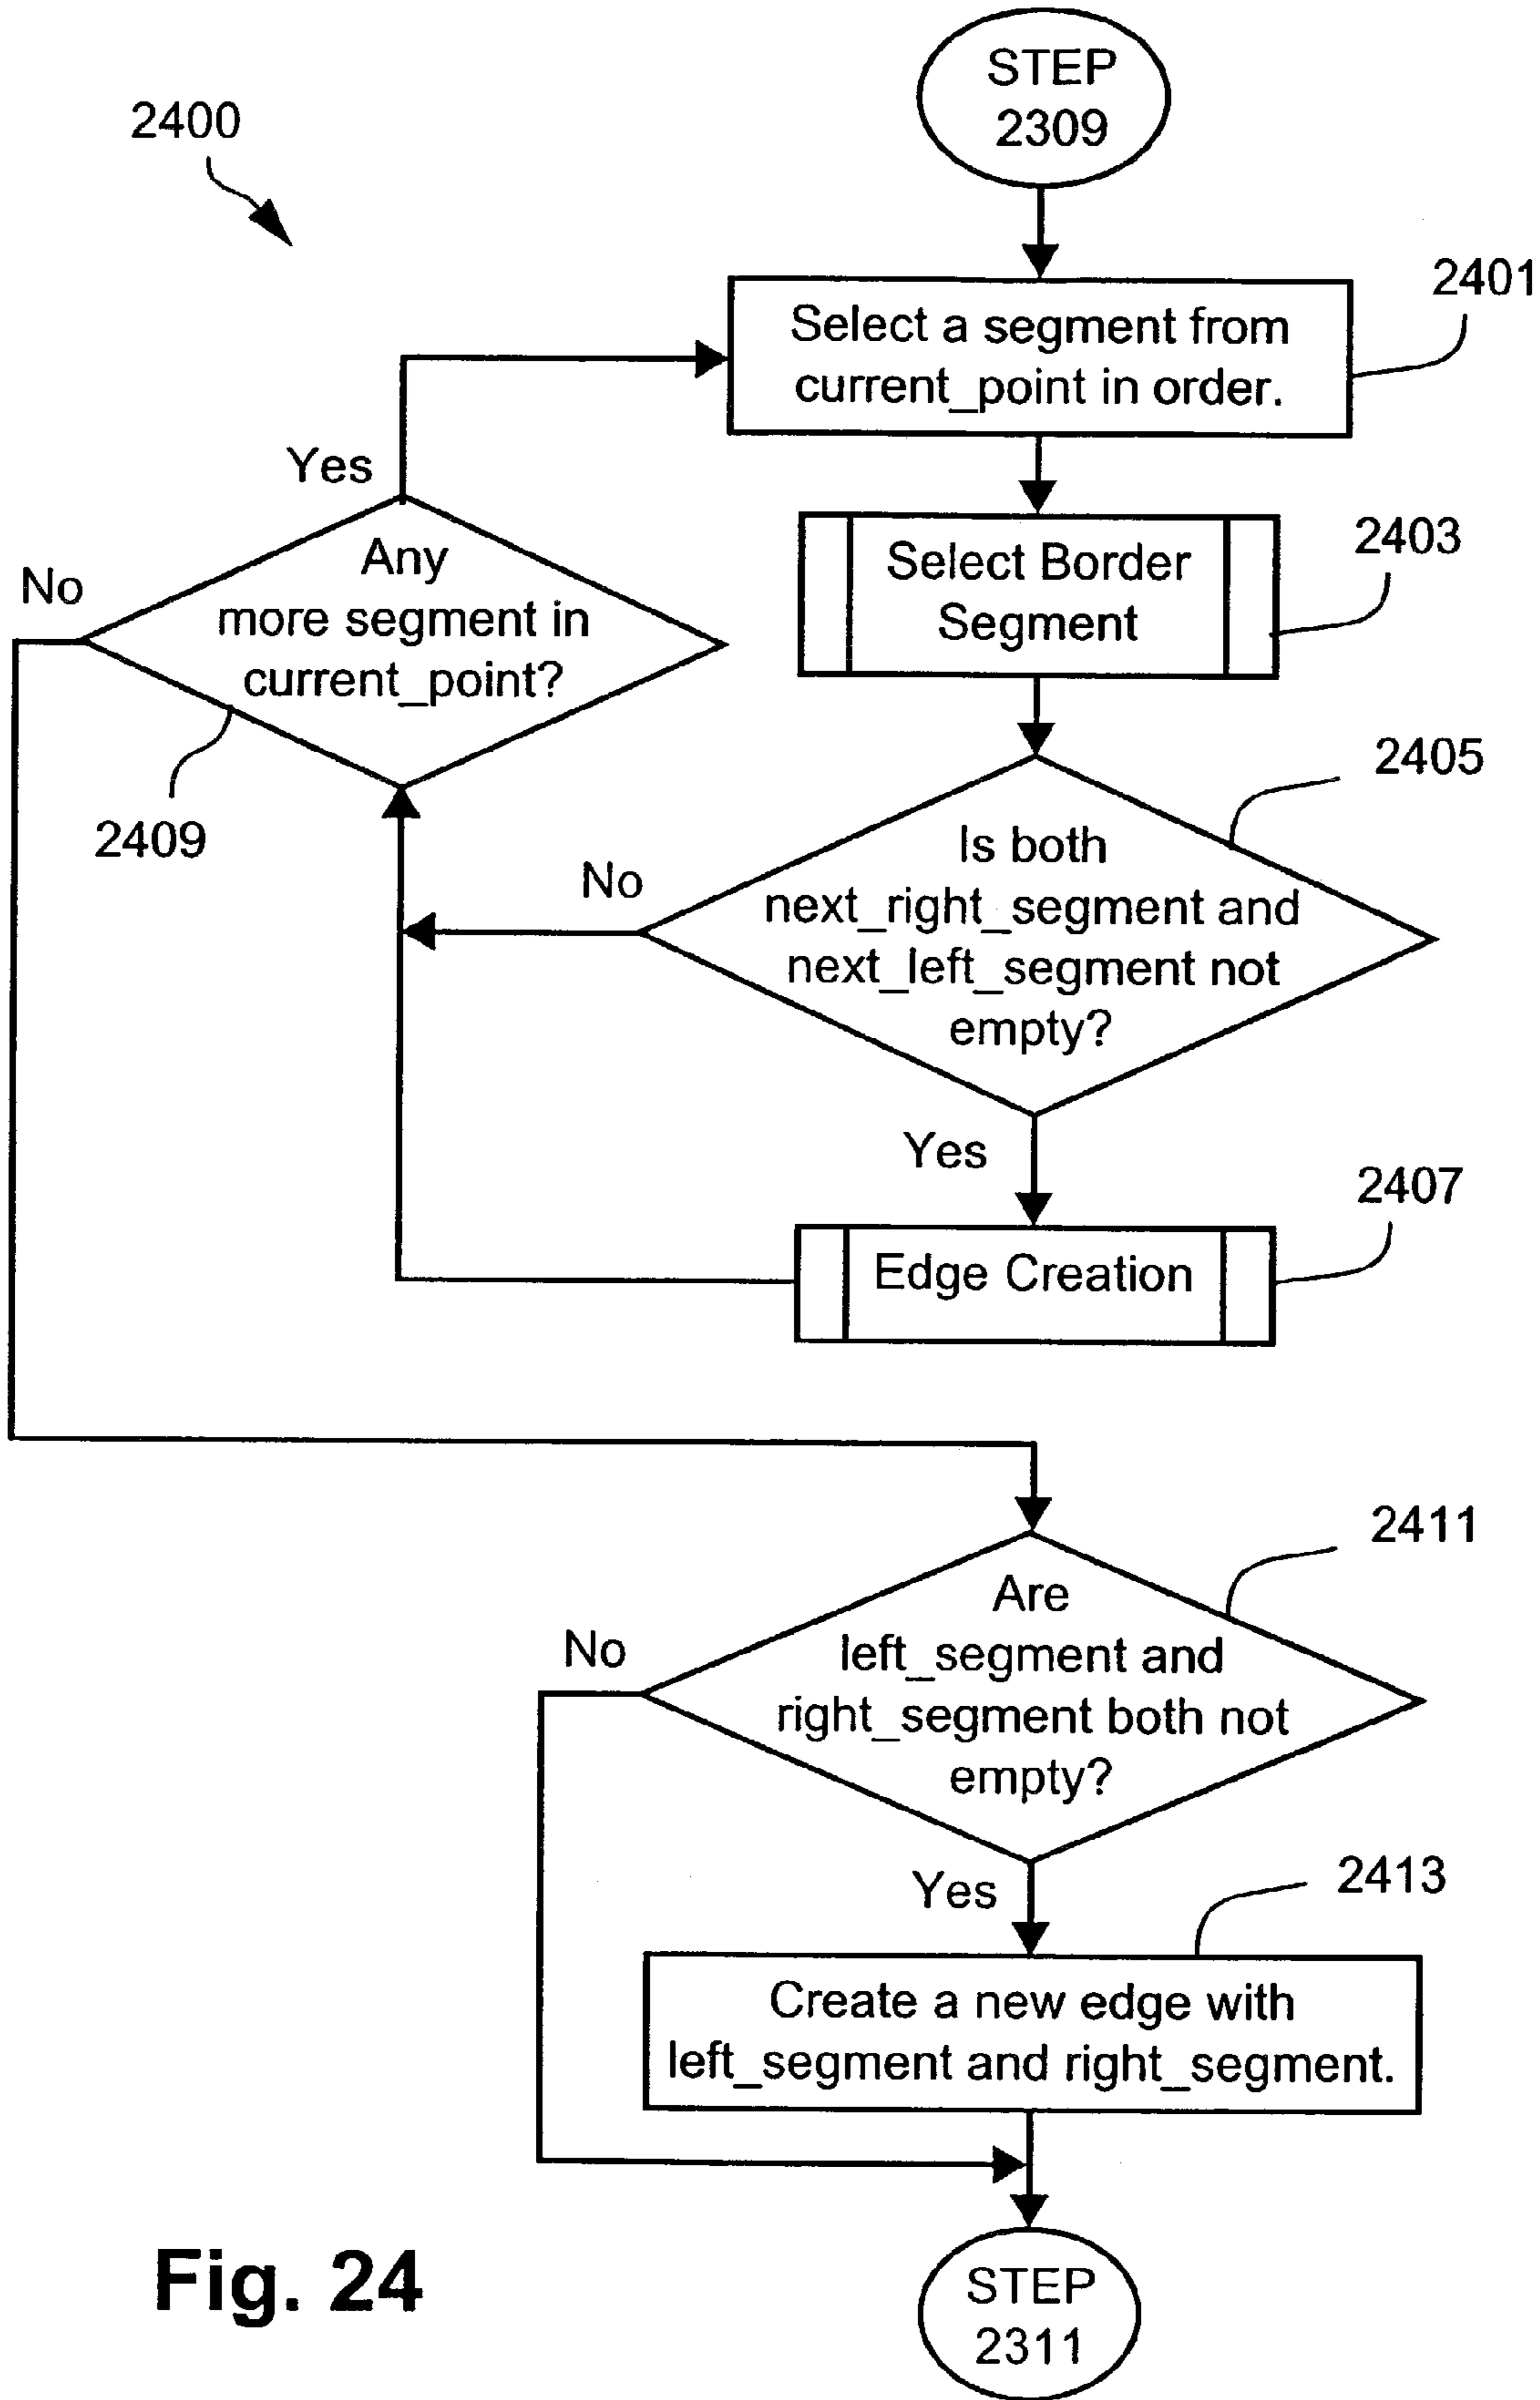 STEP
2309
2400
2401
Select a segment from
current_point in order.
Yes
2403
Select Border
Segment
No
Any
more segment in
current_point?
2409
2405
Is both
next_right_segment and
next_left_segment not
empty?
No
Yes
2407
Edge Creation
2411
Are
left_segment and
right_segment both not
empty?
No
Yes
2413
Create a new edge with
left_segment and right_segment.
STEP
2311
Fig. 24